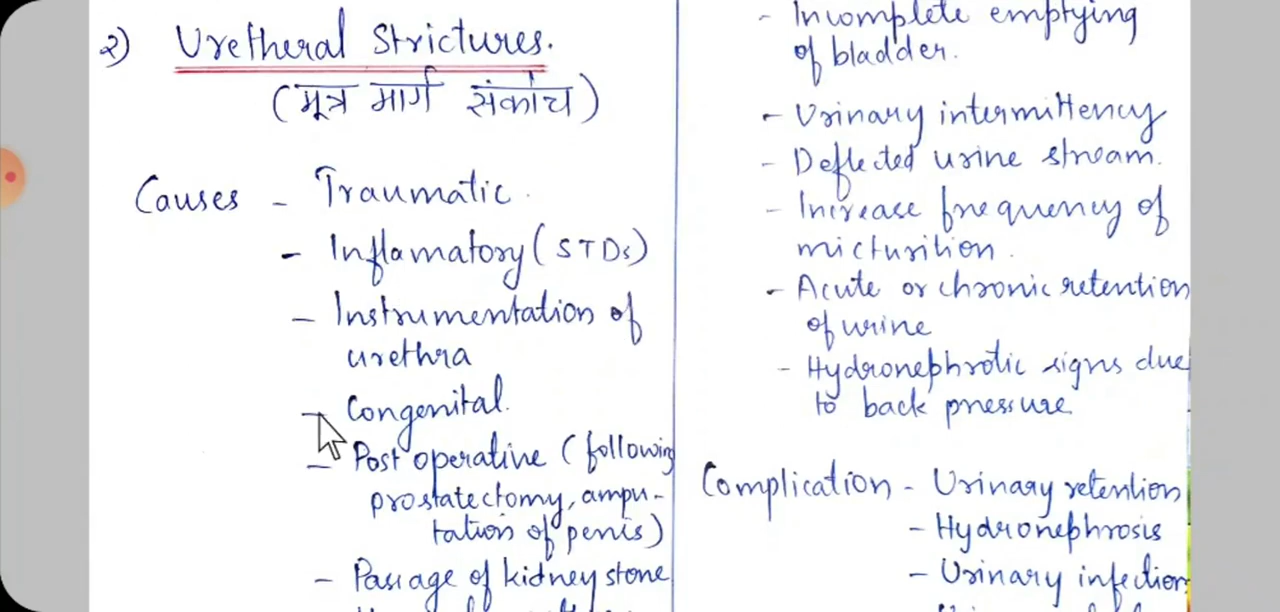 २) Uretheral Strictures.
(मूत्र मार्ग संकोच)
Causes - Traumatic.
- Inflamatory (STDs)
- Instrumentation of
urethra
- Congenital.
- Post operative (following
prostatectomy, ampu-
tation of penis)
- Passage of kidney stone
- Incomplete emptying
of bladder.
- Urinary intermittency
- Deflected urine stream.
- Increase frequency of
micturition.
- Acute or chronic retention
of urine
- Hydronephrotic signs due
to back pressure
Complication - Urinary retention
- Hydronephrosis
- Urinary infection